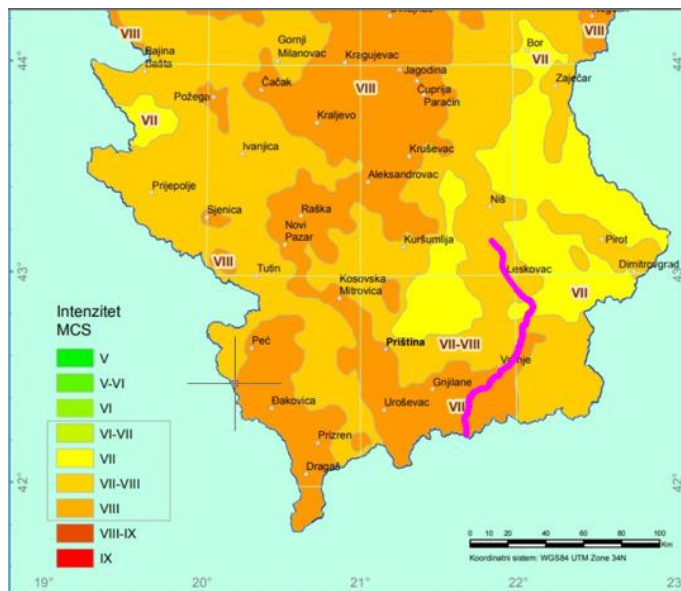 Negotin
VIII
Gornji
Milanovac
Bor
VIII
44°
Bajina
Bašta
Kragujevac
VII
44°
Jagodina
Zaječar
Čačak
Ćuprija
Požega
VIII
Paraćin
VII
Kraljevo
Ivanjica
Kruševac
Aleksandrovac
Prijepolje
Niš
Sjenica
Raška
Novi
Pazar
Kuršumlija
Pirot
VIII
43°
Tutin
Leskovac
Dimitrovgrad
43°
Kosovska
Mitrovica
VII
Intenzitet
MCS
V
V-VI
VI
VI-VII
VII
VII-VIII
VIII
VIII-IX
IX
Peć
Priština
VII-VIII
Vranje
Gnjilane
Đakovica
Uroševac
VII
Prizren
Dragaš
42°
42°
0 20 40 60 80 100
Km
Koordinatni sistem: WGS84 UTM Zone 34N
19° 20° 21° 22° 23